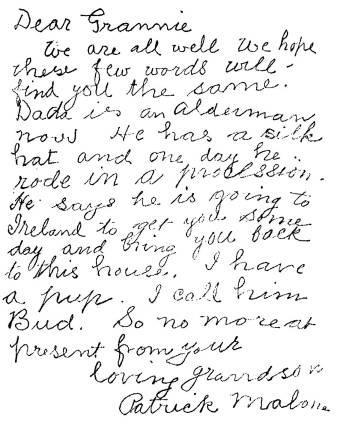 Dear Grannie
We are all well We hope
these few words will
find you the same.
Dada is an Alderman
now He has a silk
hat and one day he
rode in a procession.
He says he is going to
Ireland to get you some
day and bring you back
to this house. I have
a pup. I call him
Bud. So no more at
present from your
loving grandson
Patrick Malone